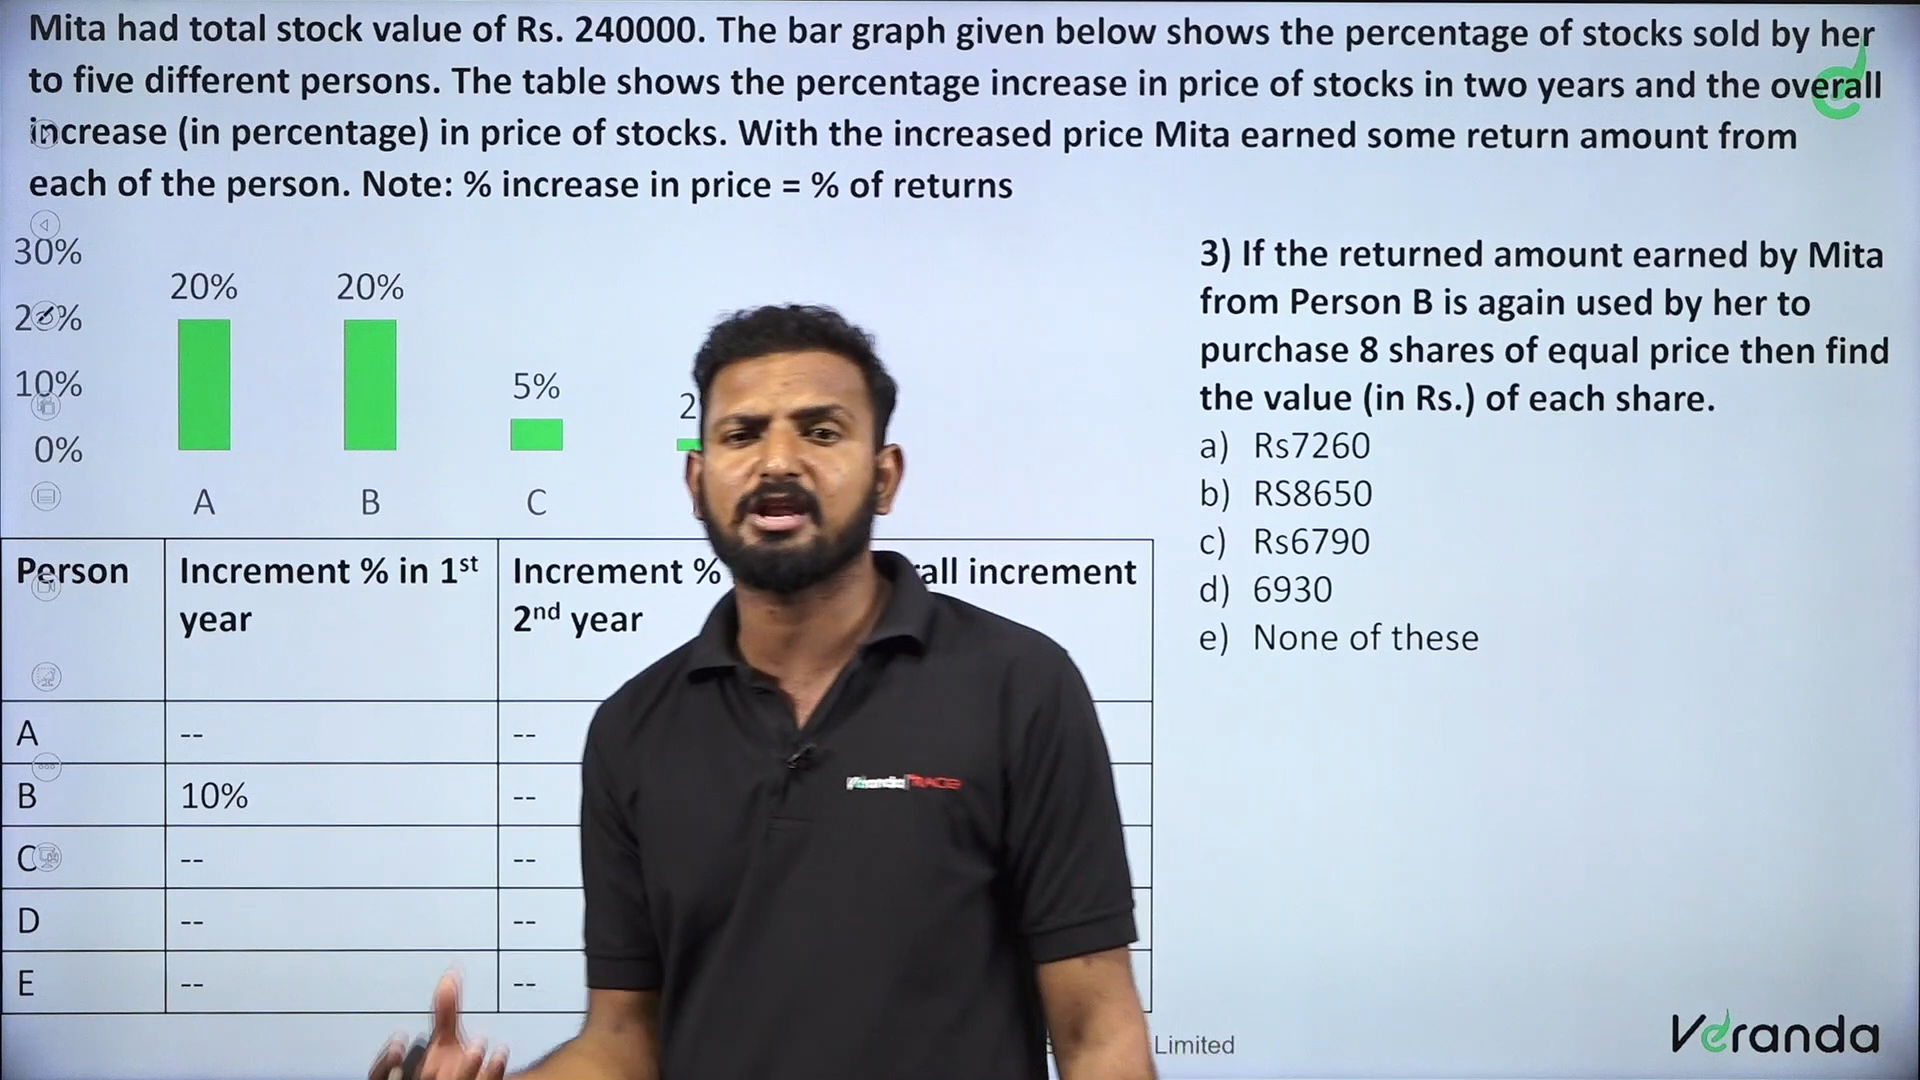 Mita had total stock value of Rs. 240000. The bar graph given below shows the percentage of stocks sold by her
to five different persons. The table shows the percentage increase in price of stocks in two years and the overall
increase (in percentage) in price of stocks. With the increased price Mita earned some return amount from
each of the person. Note: % increase in price = % of returns
30%
20%
10%
0%
20%
20%
5%
2
A
B
C
3) If the returned amount earned by Mita
from Person B is again used by her to
purchase 8 shares of equal price then find
the value (in Rs.) of each share.
a) Rs7260
b) RS8650
c) Rs6790
d) 6930
e) None of these
Person
Increment % in 1st
year
Increment %
2nd year
all increment
A
--
--
B
10%
--
C
--
--
D
--
--
E
--
--
Limited
Veranda